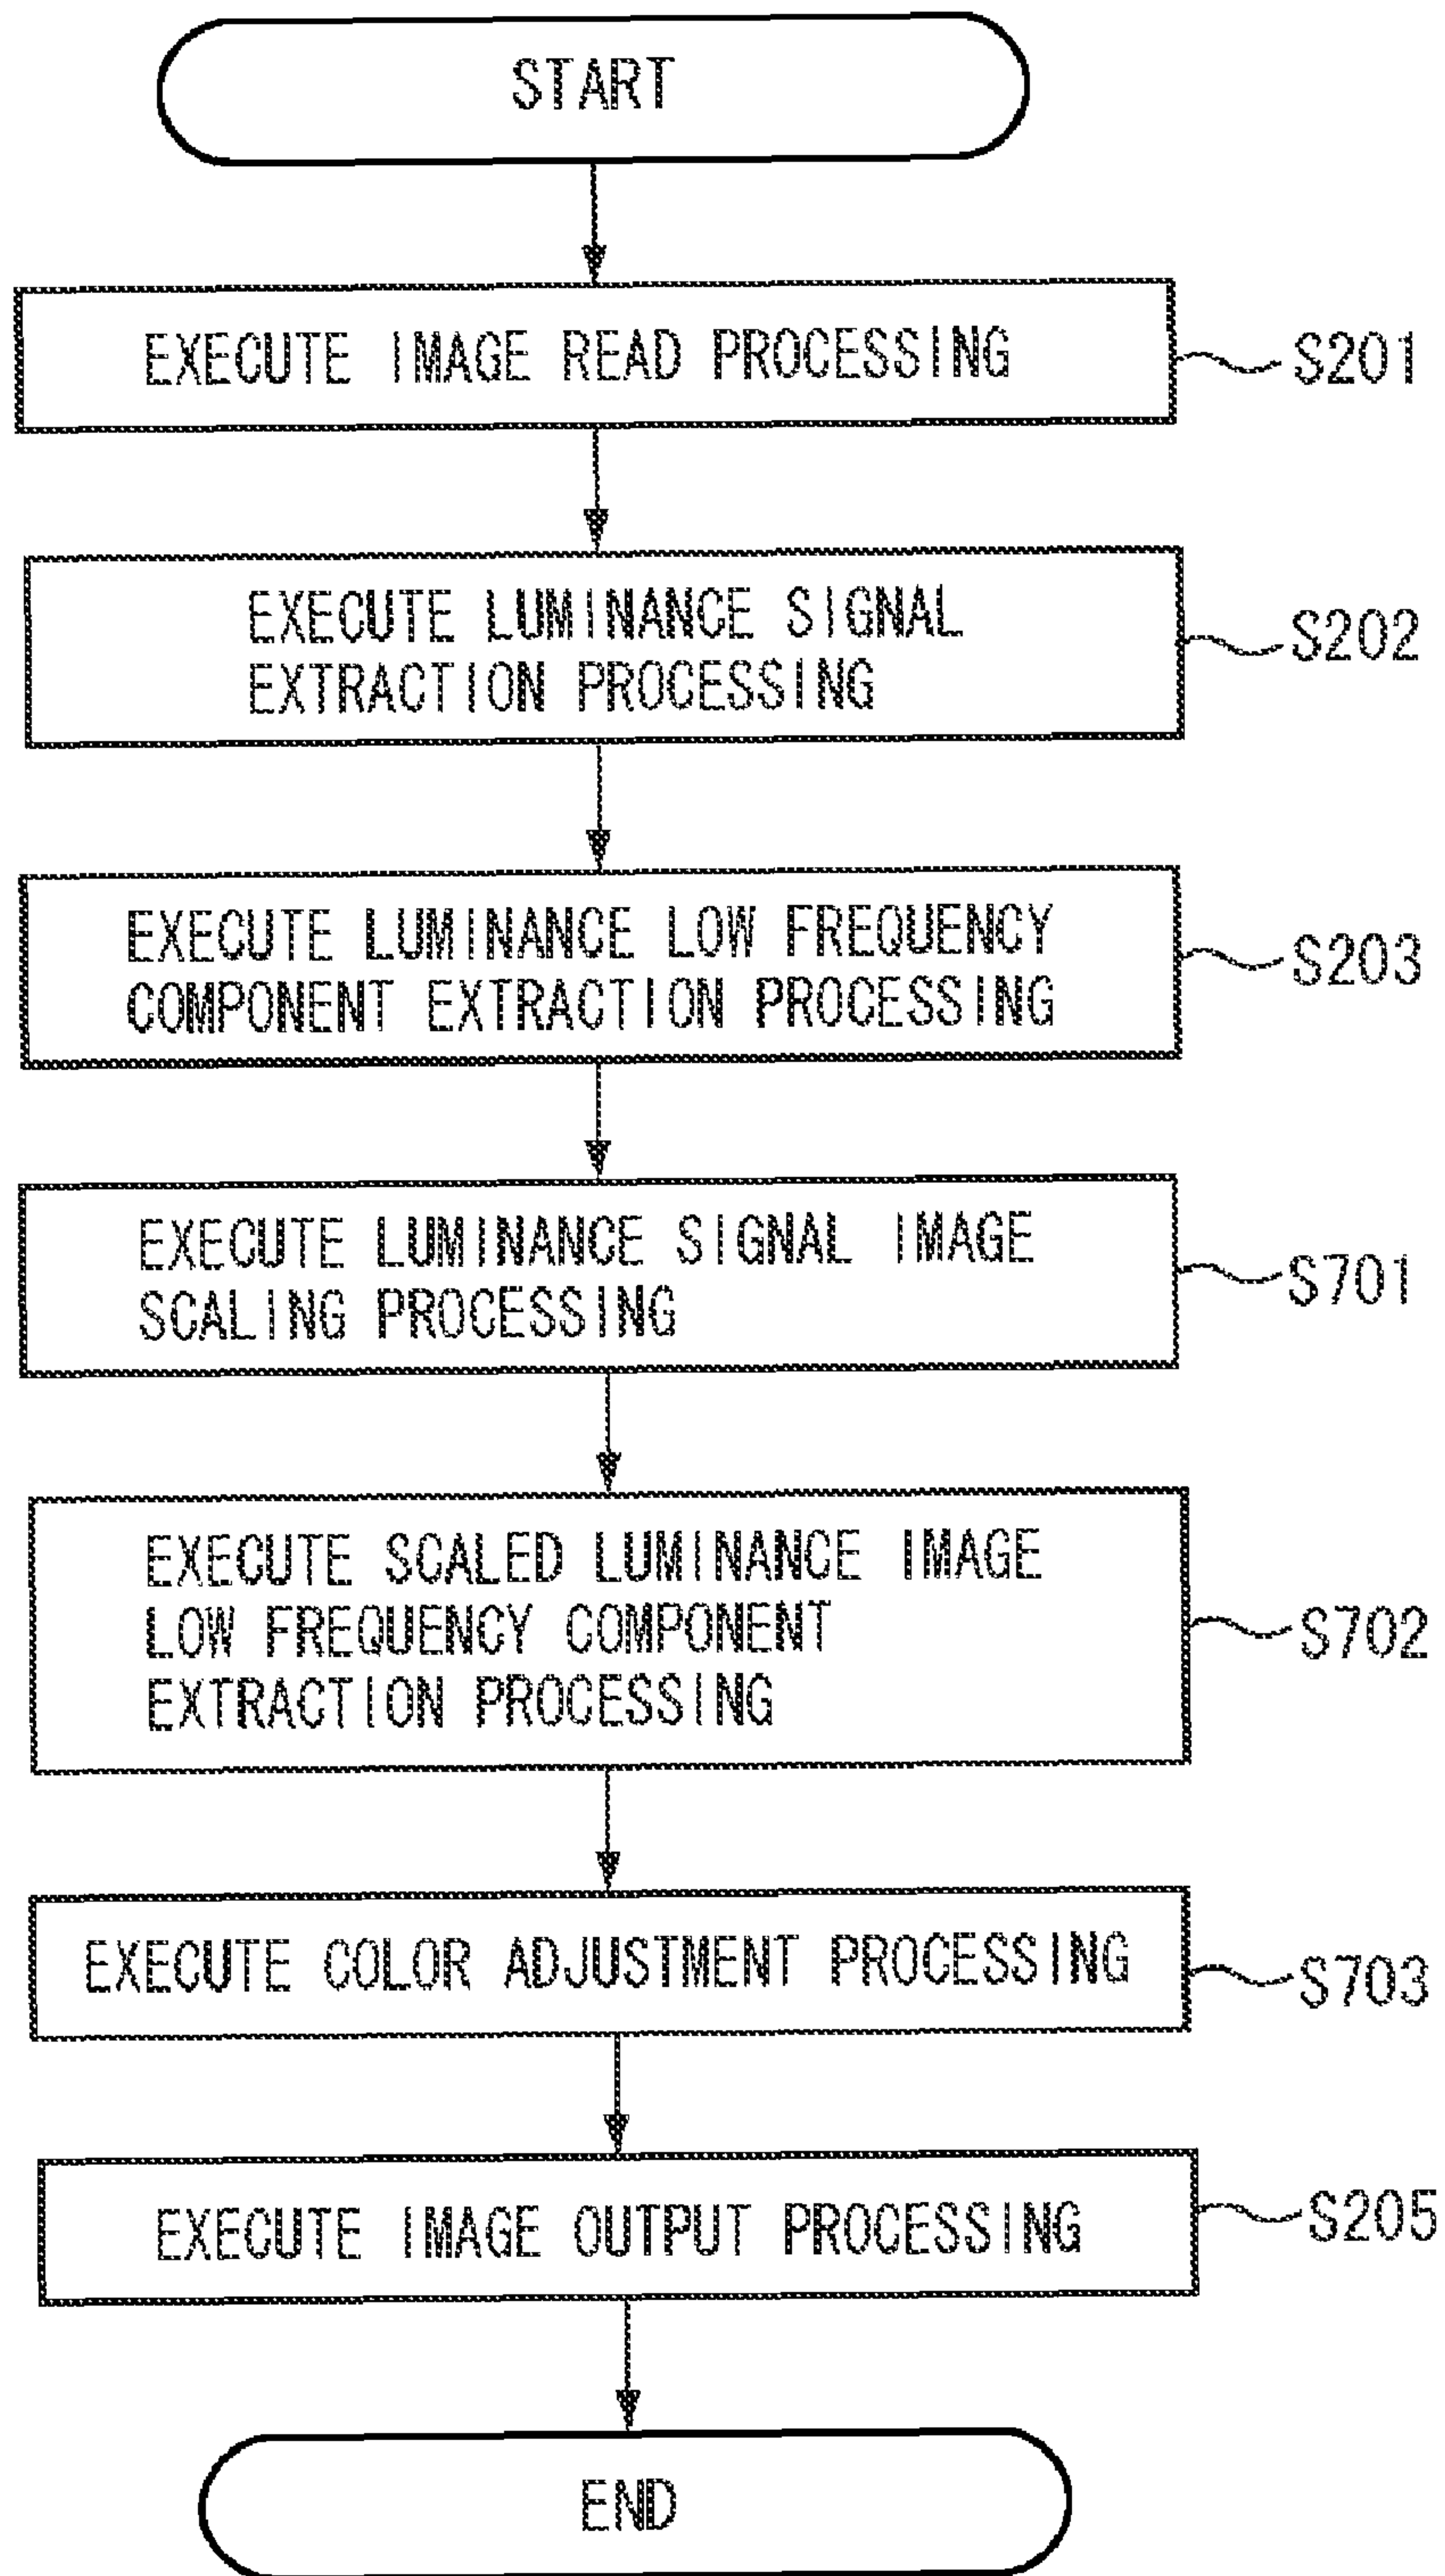 START
EXECUTE IMAGE READ PROCESSING
S201
EXECUTE LUMINANCE SIGNAL
EXTRACTION PROCESSING
S202
EXECUTE LUMINANCE LOW FREQUENCY
COMPONENT EXTRACTION PROCESSING
S203
EXECUTE LUMINANCE SIGNAL IMAGE
SCALING PROCESSING
S701
EXECUTE SCALED LUMINANCE IMAGE
LOW FREQUENCY COMPONENT
EXTRACTION PROCESSING
S702
EXECUTE COLOR ADJUSTMENT PROCESSING
S703
EXECUTE IMAGE OUTPUT PROCESSING
S205
END